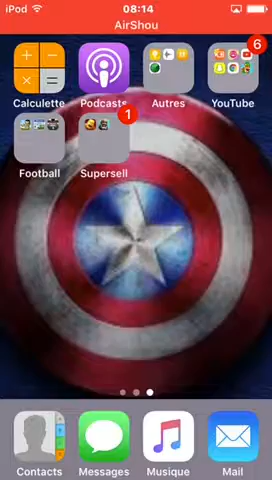 iPod 08:14
AirShou
6
Calculette Podcasts Autres YouTube
1
Football Supersell
Contacts Messages Musique Mail